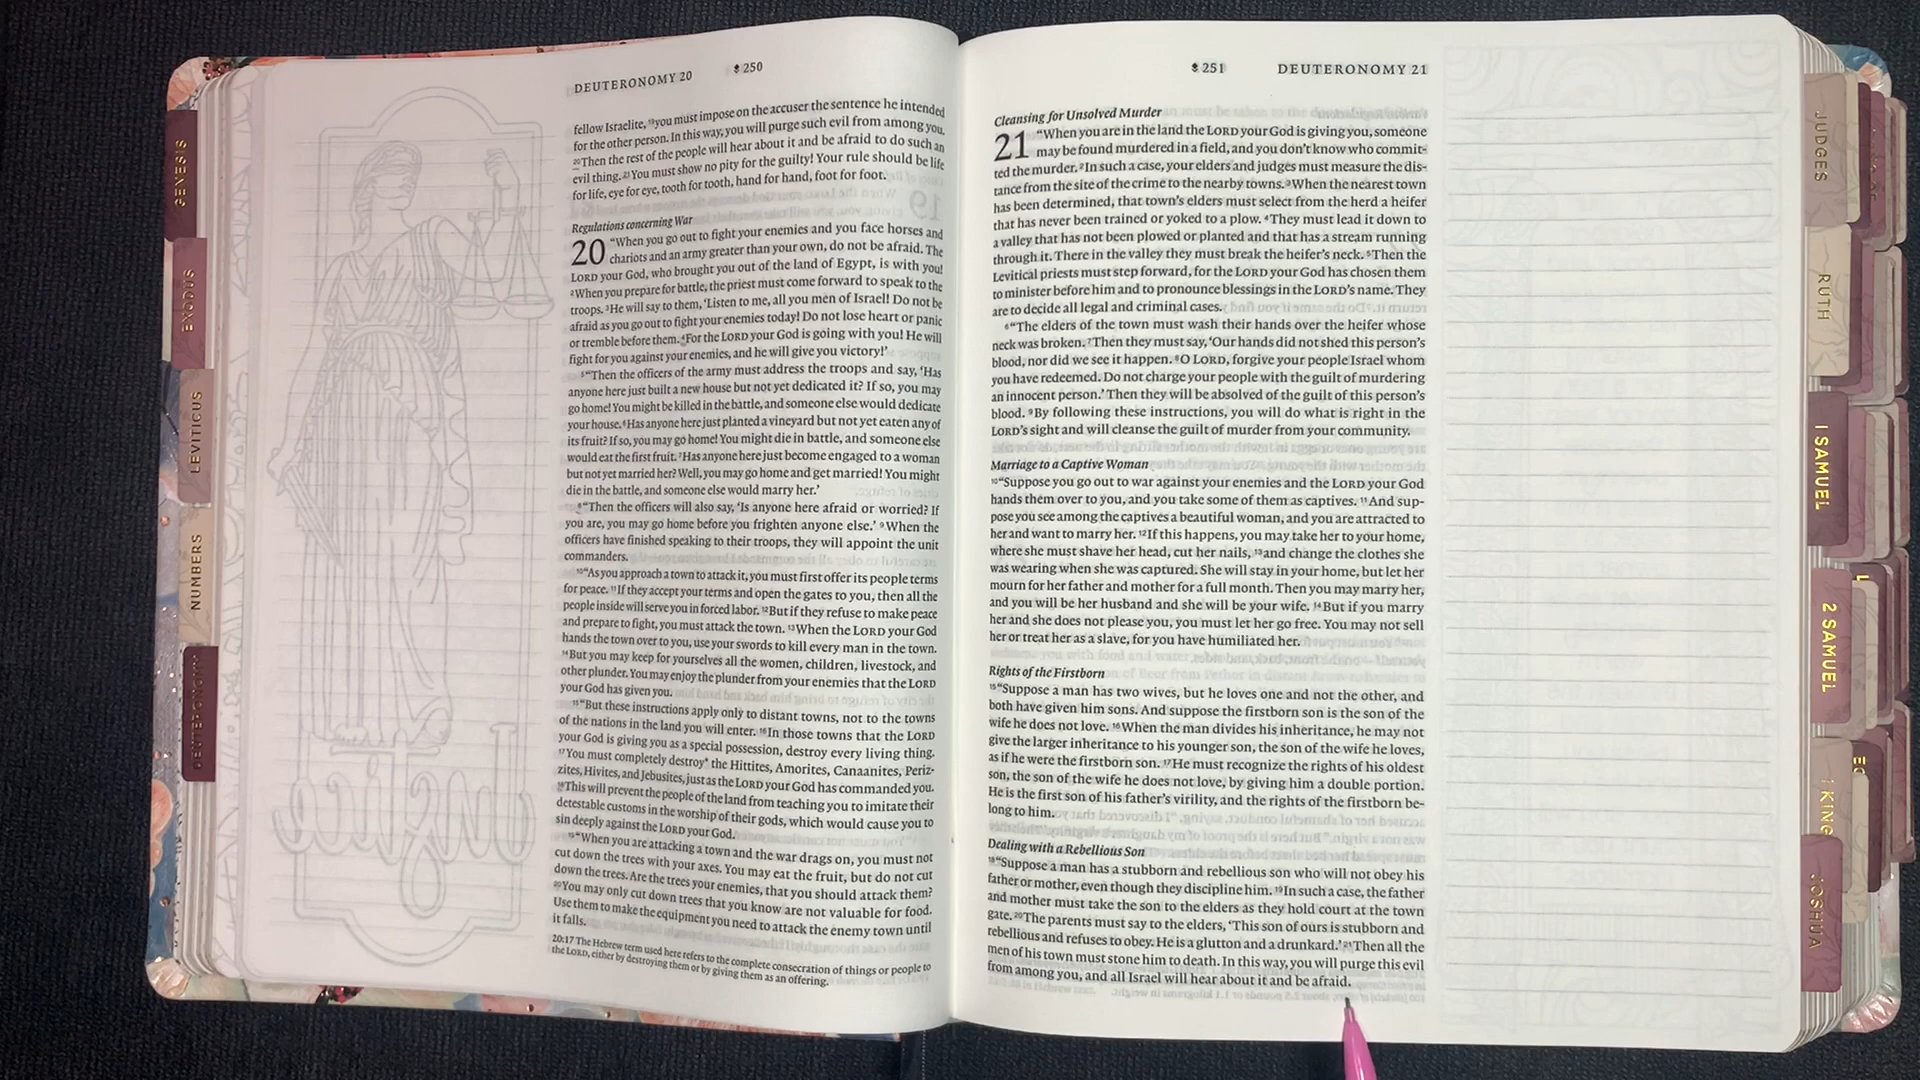 DEUTERONOMY 20 250
fellow Israelite, 19you must impose on the accuser the sentence he intended
for the other person. In this way, you will purge such evil from among you.
20Then the rest of the people will hear about it and be afraid to do such an
evil thing. 21You must show no pity for the guilty! Your rule should be life
for life, eye for eye, tooth for tooth, hand for hand, foot for foot.
Regulations concerning War
20 “When you go out to fight your enemies and you face horses and
chariots and an army greater than your own, do not be afraid. The
LORD your God, who brought you out of the land of Egypt, is with you!
2When you prepare for battle, the priest must come forward to speak to the
troops. 3He will say to them, ‘Listen to me, all you men of Israel! Do not be
afraid as you go out to fight your enemies today! Do not lose heart or panic
or tremble before them. 4For the LORD your God is going with you! He will
fight for you against your enemies, and he will give you victory!’
5“Then the officers of the army must address the troops and say, ‘Has
anyone here just built a new house but not yet dedicated it? If so, you may
go home! You might be killed in the battle, and someone else would dedicate
your house. 6Has anyone here just planted a vineyard but not yet eaten any of
its fruit? If so, you may go home! You might die in battle, and someone else
would eat the first fruit. 7Has anyone here just become engaged to a woman
but not yet married her? Well, you may go home and get married! You might
die in the battle, and someone else would marry her.’
8“Then the officers will also say, ‘Is anyone here afraid or worried? If
you are, you may go home before you frighten anyone else.’ 9When the
officers have finished speaking to their troops, they will appoint the unit
commanders.
10“As you approach a town to attack it, you must first offer its people terms
for peace. 11If they accept your terms and open the gates to you, then all the
people inside will serve you in forced labor. 12But if they refuse to make peace
and prepare to fight, you must attack the town. 13When the LORD your God
hands the town over to you, use your swords to kill every man in the town.
14But you may keep for yourselves all the women, children, livestock, and
other plunder. You may enjoy the plunder from your enemies that the LORD
your God has given you.
15“But these instructions apply only to distant towns, not to the towns
of the nations in the land you will enter. 16In those towns that the LORD
your God is giving you as a special possession, destroy every living thing.
17You must completely destroy* the Hittites, Amorites, Canaanites, Periz-
zites, Hivites, and Jebusites, just as the LORD your God has commanded you.
18This will prevent the people of the land from teaching you to imitate their
detestable customs in the worship of their gods, which would cause you to
sin deeply against the LORD your God.
19“When you are attacking a town and the war drags on, you must not
cut down the trees with your axes. You may eat the fruit, but do not cut
down the trees. Are the trees your enemies, that you should attack them?
20You may only cut down trees that you know are not valuable for food.
Use them to make the equipment you need to attack the enemy town until
it falls.
20:17 The Hebrew term used here refers to the complete consecration of things or people to
the LORD, either by destroying them or by giving them as an offering.
251 DEUTERONOMY 21
Cleansing for Unsolved Murder
21 “When you are in the land the LORD your God is giving you, someone
may be found murdered in a field, and you don’t know who commit-
ted the murder. 2In such a case, your elders and judges must measure the dis-
tance from the site of the crime to the nearby towns. 3When the nearest town
has been determined, that town’s elders must select from the herd a heifer
that has never been trained or yoked to a plow. 4They must lead it down to
a valley that has not been plowed or planted and that has a stream running
through it. There in the valley they must break the heifer’s neck. 5Then the
Levitical priests must step forward, for the LORD your God has chosen them
to minister before him and to pronounce blessings in the LORD’s name. They
are to decide all legal and criminal cases.
6“The elders of the town must wash their hands over the heifer whose
neck was broken. 7Then they must say, ‘Our hands did not shed this person’s
blood, nor did we see it happen. 8O LORD, forgive your people Israel whom
you have redeemed. Do not charge your people with the guilt of murdering
an innocent person.’ Then they will be absolved of the guilt of this person’s
blood. 9By following these instructions, you will do what is right in the
LORD’s sight and will cleanse the guilt of murder from your community.
Marriage to a Captive Woman
10“Suppose you go out to war against your enemies and the LORD your God
hands them over to you, and you take some of them as captives. 11And sup-
pose you see among the captives a beautiful woman, and you are attracted to
her and want to marry her. 12If this happens, you may take her to your home,
where she must shave her head, cut her nails, 13and change the clothes she
was wearing when she was captured. She will stay in your home, but let her
mourn for her father and mother for a full month. Then you may marry her,
and you will be her husband and she will be your wife. 14But if you marry
her and she does not please you, you must let her go free. You may not sell
her or treat her as a slave, for you have humiliated her.
Rights of the Firstborn
15“Suppose a man has two wives, but he loves one and not the other, and
both have given him sons. And suppose the firstborn son is the son of the
wife he does not love. 16When the man divides his inheritance, he may not
give the larger inheritance to his younger son, the son of the wife he loves,
as if he were the firstborn son. 17He must recognize the rights of his oldest
son, the son of the wife he does not love, by giving him a double portion.
He is the first son of his father’s virility, and the rights of the firstborn be-
long to him.
Dealing with a Rebellious Son
18“Suppose a man has a stubborn and rebellious son who will not obey his
father or mother, even though they discipline him. 19In such a case, the father
and mother must take the son to the elders as they hold court at the town
gate. 20The parents must say to the elders, ‘This son of ours is stubborn and
rebellious and refuses to obey. He is a glutton and a drunkard.’ 21Then all the
men of his town must stone him to death. In this way, you will purge this evil
from among you, and all Israel will hear about it and be afraid.
GENESIS
EXODUS
LEVITICUS
NUMBERS
DEUTERONOMY
JUDGES
RUTH
1 SAMUEL
2 SAMUEL
1 KING
JOSHUA